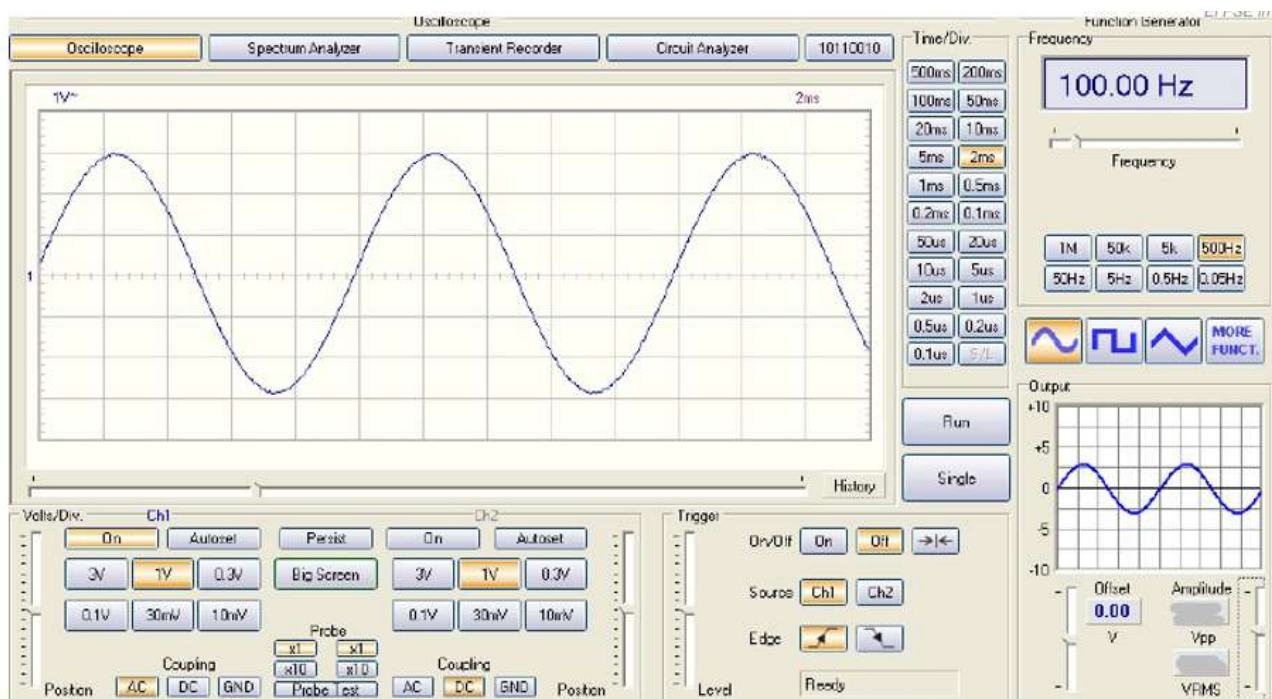 Oscilloscope
Function Generator
Oscilloscope Spectrum Analyzer Transient Recorder Circuit Analyzer 10110010
Time/Div.
500ms 200ms
100ms 50ms
20ms 10ms
5ms 2ms
1ms 0.5ms
0.2ms 0.1ms
50us 20us
10us 5us
2us 1us
0.5us 0.2us
0.1us S/L
Run
Single
1V~ 2ms
1
History
Frequency
100.00 Hz
Frequency
1M 50k 5k 500Hz
50Hz 5Hz 0.5Hz 0.05Hz
MORE
FUNCT.
Output
+10
+5
0
-5
-10
Offset Amplitude
0.00
V Vpp
VRMS
Volts/Div. Ch1 Ch2
On Autoset Persist On Autoset
3V 1V 0.3V Big Screen 3V 1V 0.3V
0.1V 30mV 10mV 0.1V 30mV 10mV
Probe
x1 x1
x10 x10
Probe Test
Coupling Coupling
Position AC DC GND AC DC GND Position
Trigger
On/Off On Off
Source Ch1 Ch2
Edge
Level Ready